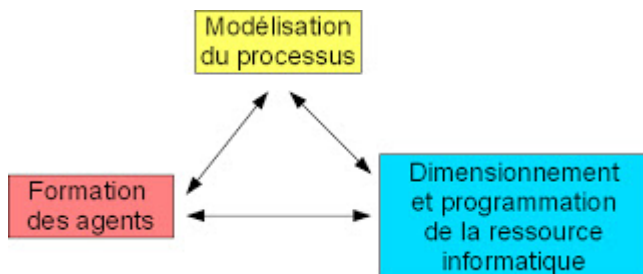 Modélisation
du processus
Formation
des agents
Dimensionnement
et programmation
de la ressource
informatique